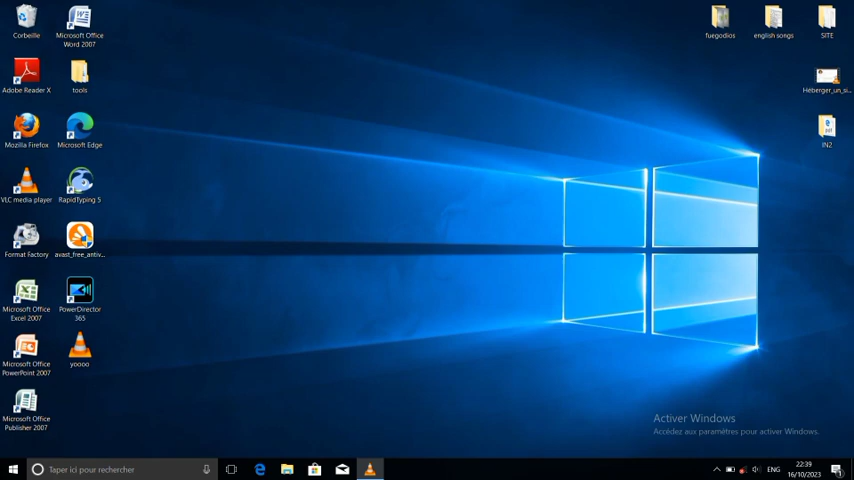 Corbeille
Microsoft Office
Word 2007
fuegodios
english songs
SITE
Adobe Reader X
tools
Héberger_un_si...
Mozilla Firefox
Microsoft Edge
IN2
VLC media player
RapidTyping 5
Format Factory
avast_free_antiv...
Microsoft Office
Excel 2007
PowerDirector
365
Microsoft Office
PowerPoint 2007
yoooo
Microsoft Office
Publisher 2007
Activer Windows
Accédez aux paramètres pour activer Windows.
Taper ici pour rechercher
ENG
22:39
16/10/2023